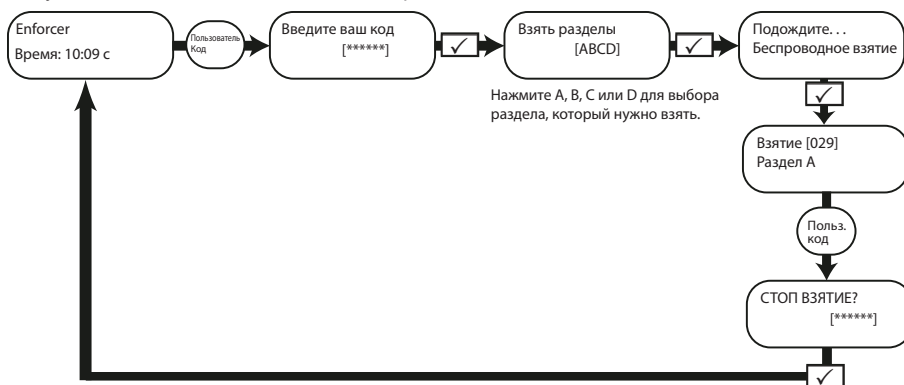 Enforcer
Время: 10:09 с
Пользователь
Код
Введите ваш код
[******]
Взять разделы
[ABCD]
Нажмите A, B, C или D для выбора
раздела, который нужно взять.
Подождите. . .
Беспроводное взятие
Взятие [029]
Раздел А
Польз.
код
СТОП ВЗЯТИЕ?
[******]